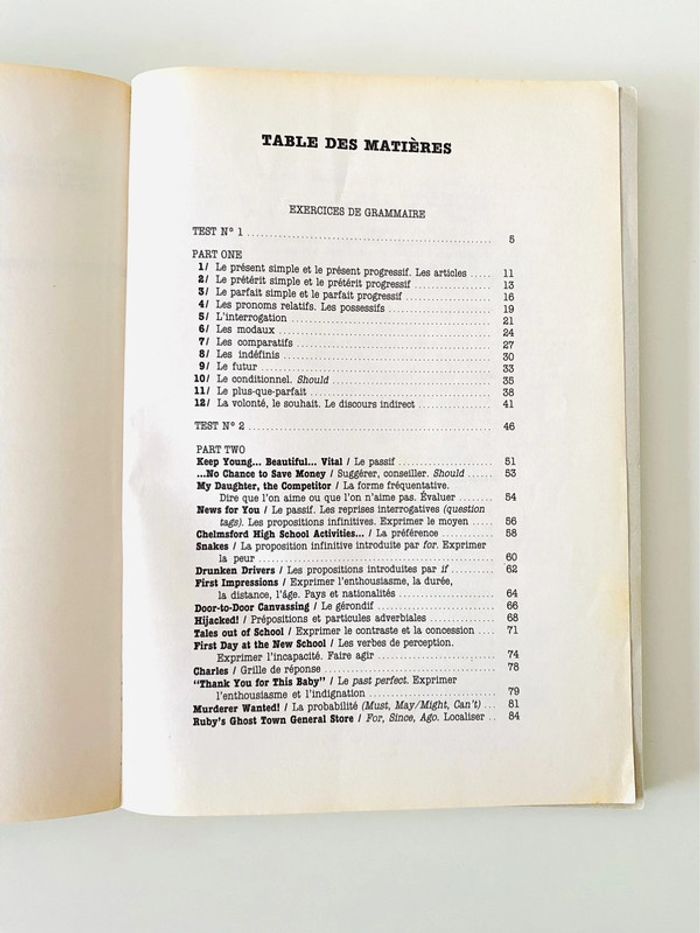 TABLE DES MATIÈRES
EXERCICES DE GRAMMAIRE
TEST N° 1 5
PART ONE
1/ Le présent simple et le présent progressif. Les articles 11
2/ Le prétérit simple et le prétérit progressif 13
3/ Le parfait simple et le parfait progressif 16
4/ Les pronoms relatifs. Les possessifs 19
5/ L'interrogation 21
6/ Les modaux 24
7/ Les comparatifs 27
8/ Les indéfinis 30
9/ Le futur 33
10/ Le conditionnel. Should 35
11/ Le plus-que-parfait 38
12/ La volonté, le souhait. Le discours indirect 41
TEST N° 2 46
PART TWO
Keep Young... Beautiful... Vital / Le passif 51
...No Chance to Save Money / Suggérer, conseiller. Should 53
My Daughter, the Competitor / La forme fréquentative.
Dire que l'on aime ou que l'on n'aime pas. Évaluer 54
News for You / Le passif. Les reprises interrogatives (question
tags). Les propositions infinitives. Exprimer le moyen 56
Chelmsford High School Activities... / La préférence 58
Snakes / La proposition infinitive introduite par for. Exprimer
la peur 60
Drunken Drivers / Les propositions introduites par if 62
First Impressions / Exprimer l'enthousiasme, la durée,
la distance, l'âge. Pays et nationalités 64
Door-to-Door Canvassing / Le gérondif 66
Hijacked! / Prépositions et particules adverbiales 68
Tales out of School / Exprimer le contraste et la concession 71
First Day at the New School / Les verbes de perception.
Exprimer l'incapacité. Faire agir 74
Charles / Grille de réponse 78
"Thank You for This Baby" / Le past perfect. Exprimer
l'enthousiasme et l'indignation 79
Murderer Wanted! / La probabilité (Must, May/Might, Can't) 81
Ruby's Ghost Town General Store / For, Since, Ago. Localiser 84